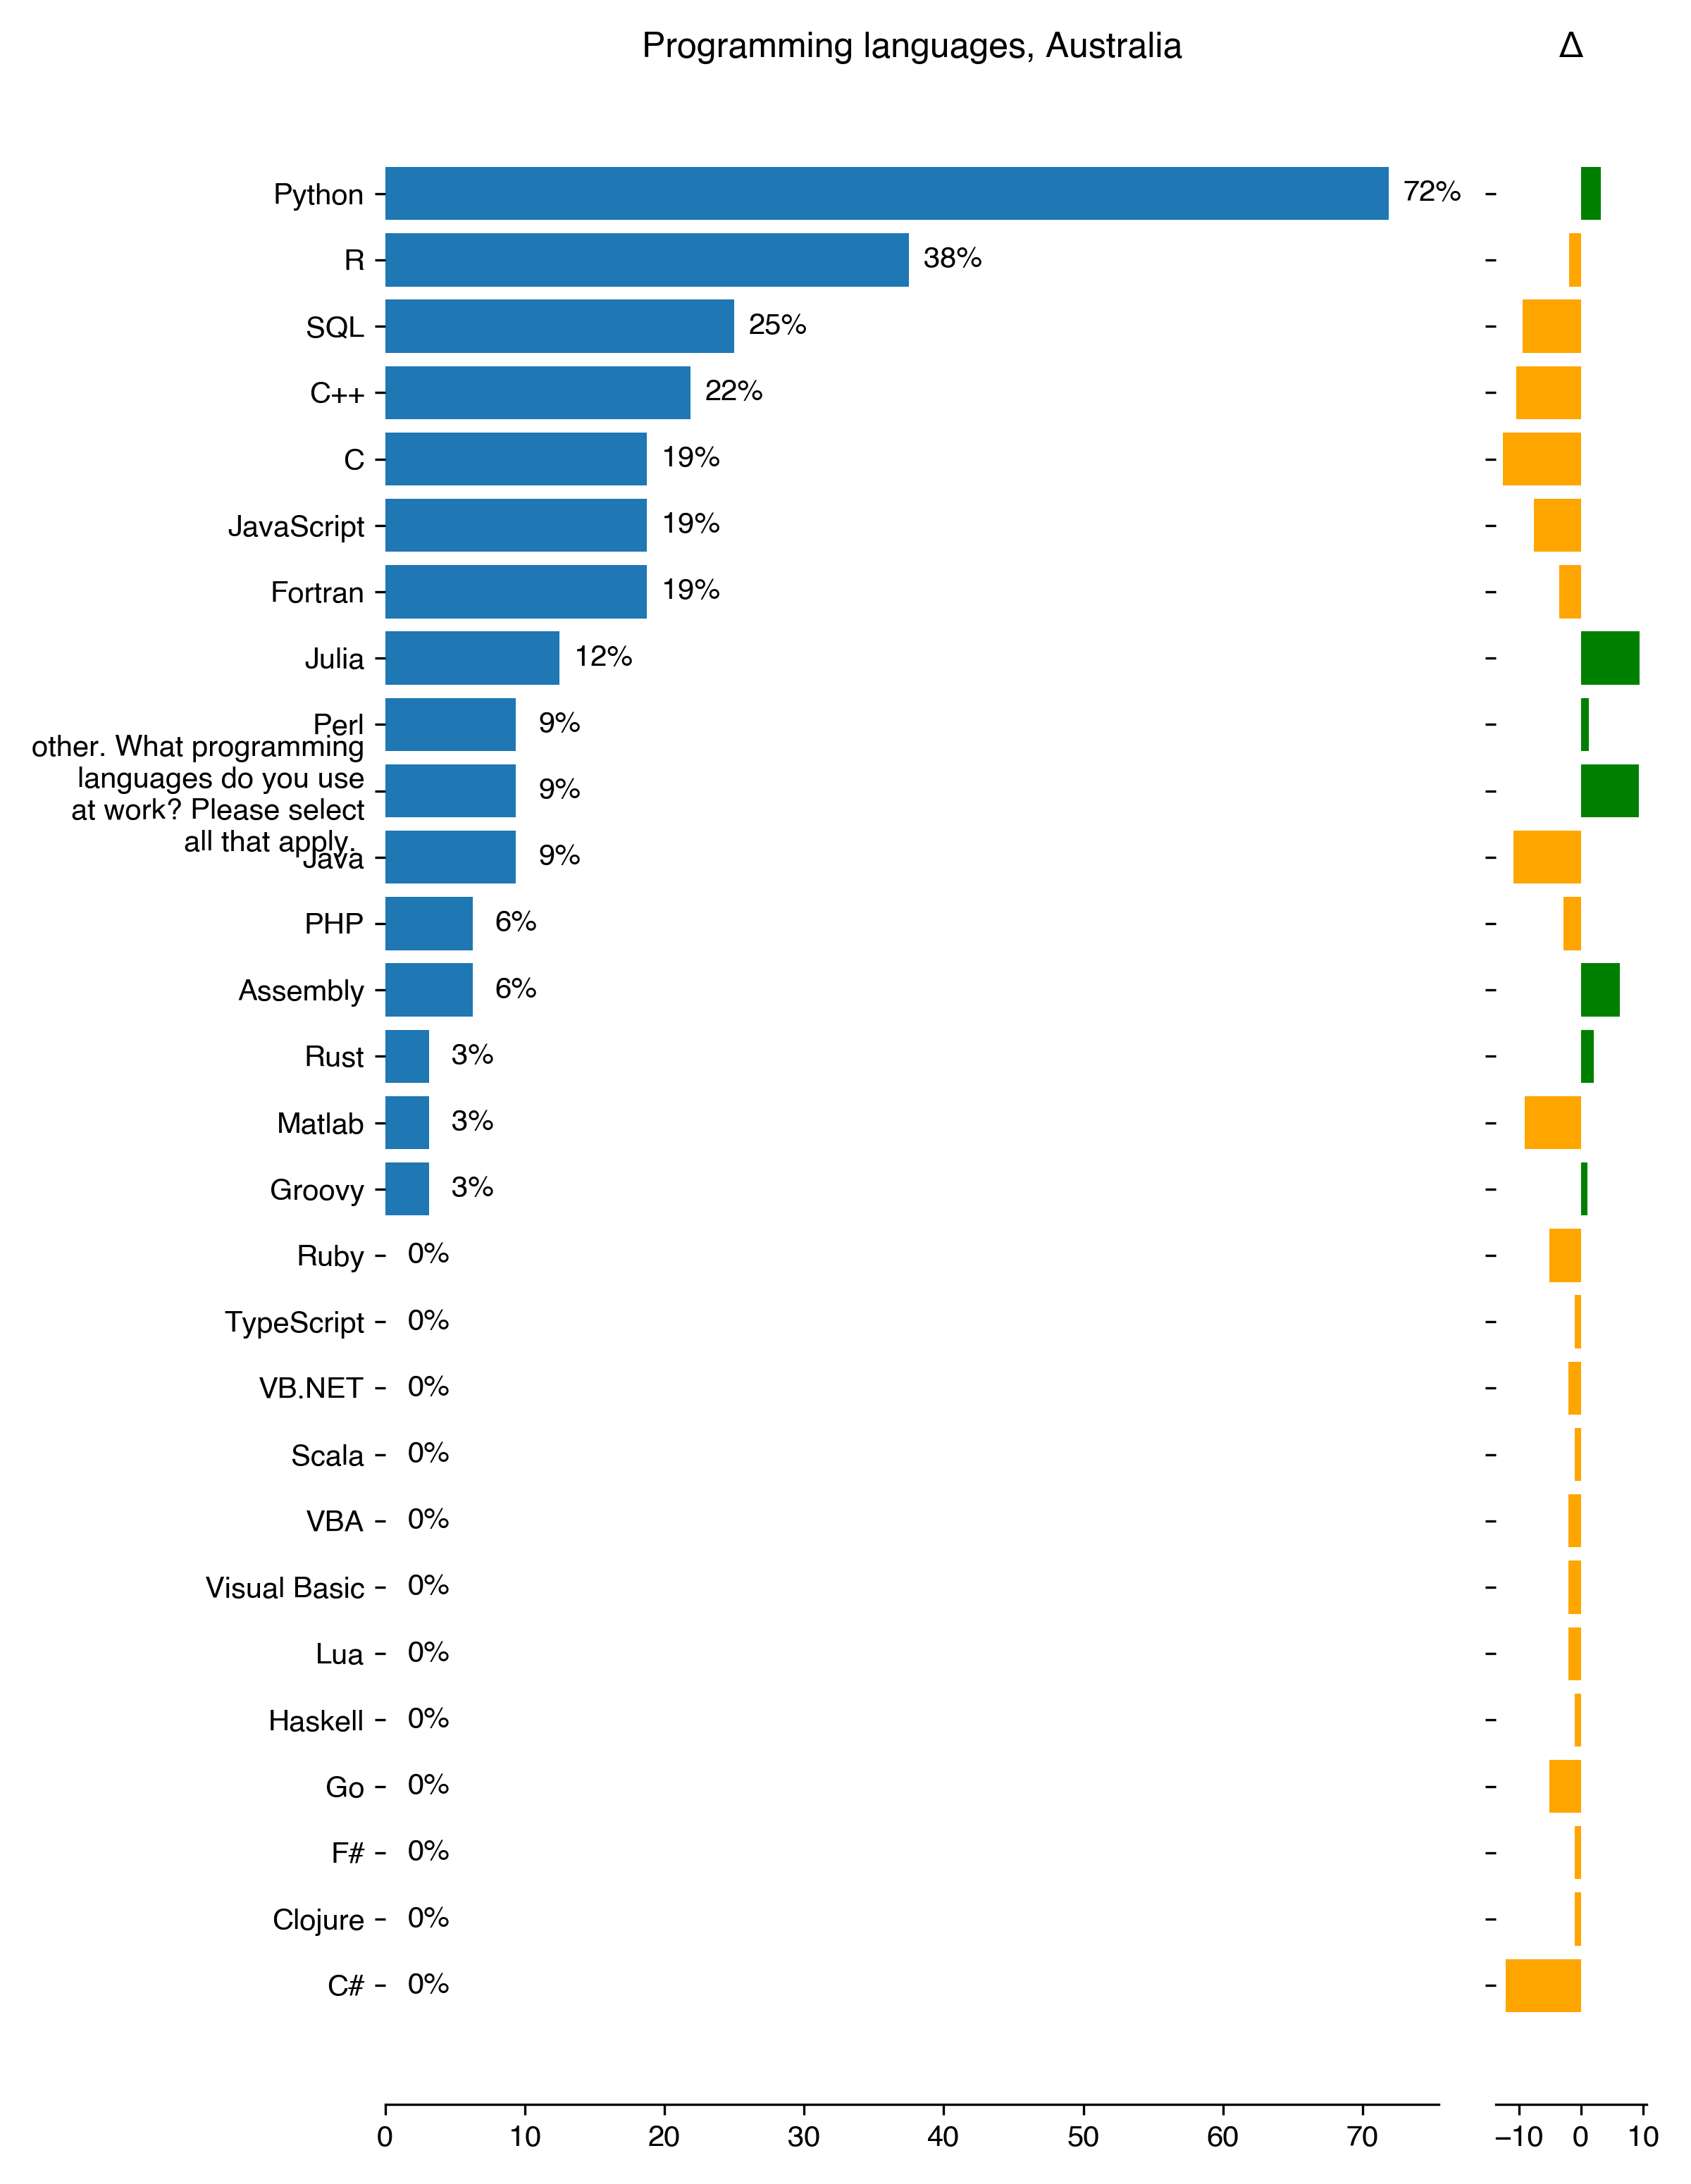 Programming languages, Australia
Δ
Python 72%
R 38%
SQL 25%
C++ 22%
C 19%
JavaScript 19%
Fortran 19%
Julia 12%
Perl 9%
other. What programming
languages do you use
at work? Please select
all that apply. 9%
Java 9%
PHP 6%
Assembly 6%
Rust 3%
Matlab 3%
Groovy 3%
Ruby 0%
TypeScript 0%
VB.NET 0%
Scala 0%
VBA 0%
Visual Basic 0%
Lua 0%
Haskell 0%
Go 0%
F# 0%
Clojure 0%
C# 0%
0 10 20 30 40 50 60 70
−10 0 10